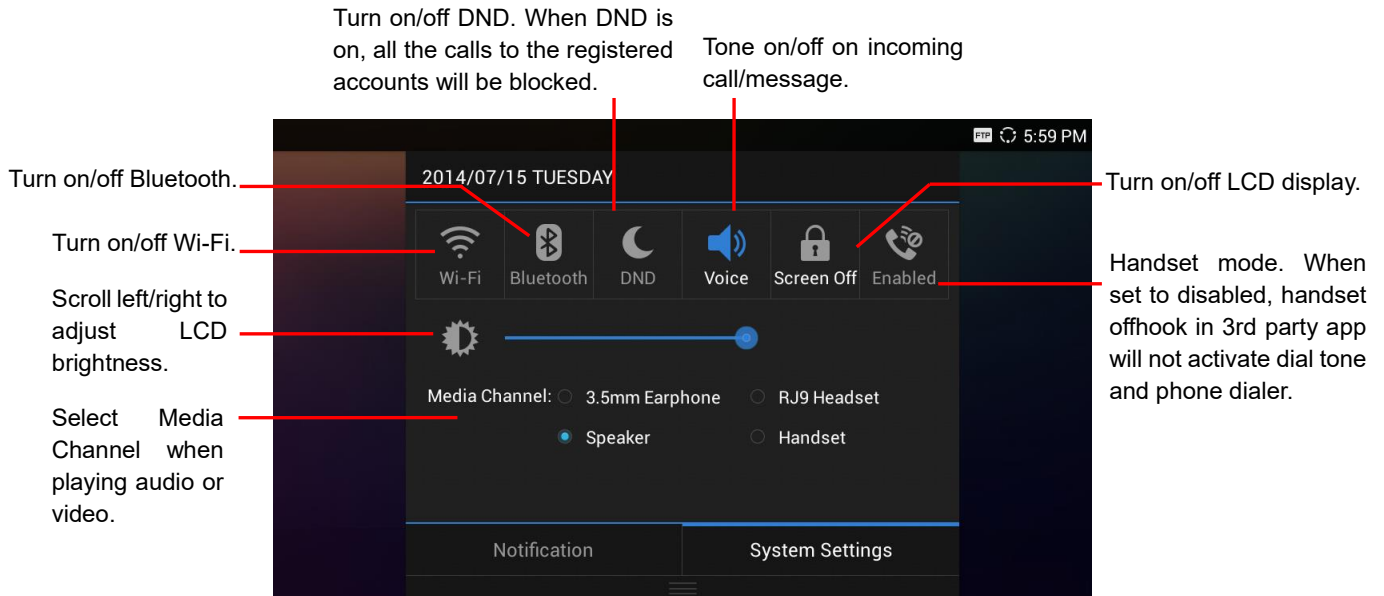 Turn on/off DND. When DND is
on, all the calls to the registered
accounts will be blocked.
Tone on/off on incoming
call/message.
FTP 5:59 PM
Turn on/off Bluetooth.
2014/07/15 TUESDAY
Turn on/off LCD display.
Turn on/off Wi-Fi.
Wi-Fi
Bluetooth
DND
Voice
Screen Off
Enabled
Handset mode. When
set to disabled, handset
offhook in 3rd party app
will not activate dial tone
and phone dialer.
Scroll left/right to
adjust LCD
brightness.
Select Media
Channel when
playing audio or
video.
Media Channel: 3.5mm Earphone RJ9 Headset
Speaker Handset
Notification System Settings